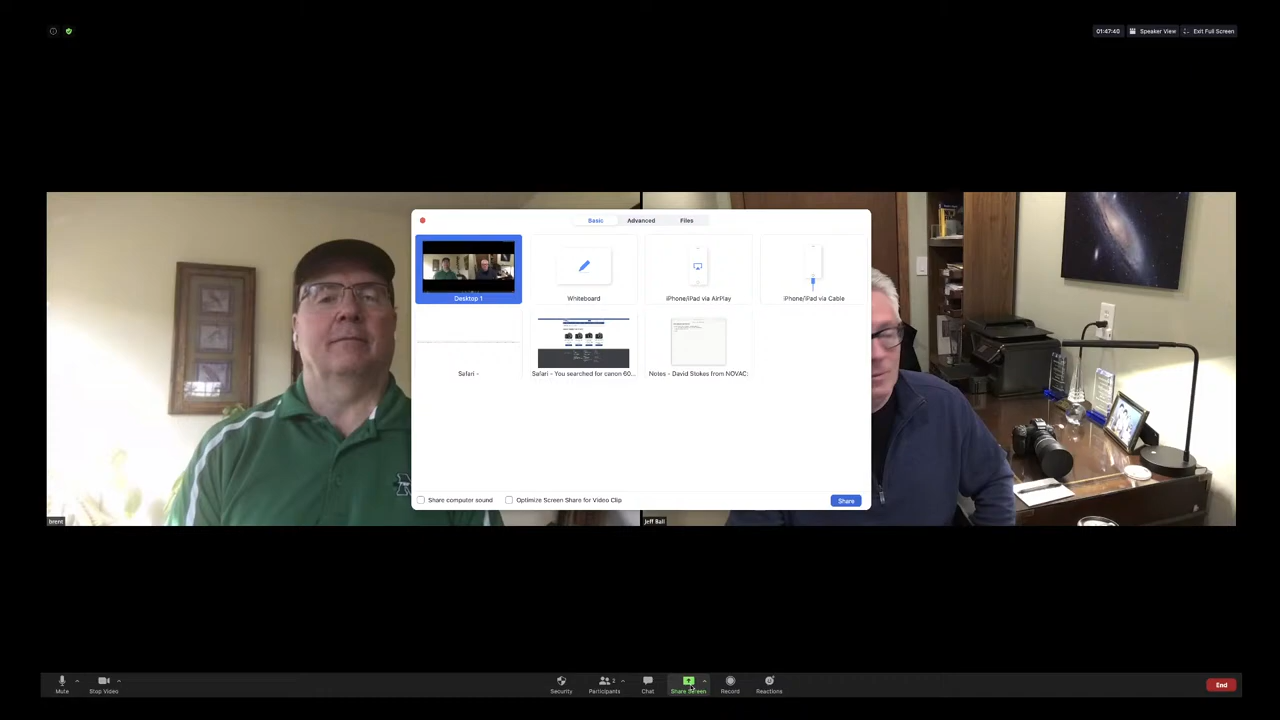 01:47:40 Speaker View Exit Full Screen
Basic Advanced Files
Desktop 1 Whiteboard iPhone/iPad via AirPlay iPhone/iPad via Cable
Safari - Safari - You searched for canon 60... Notes - David Stokes from NOVAC:
Share computer sound Optimize Screen Share for Video Clip Share
brent Jeff Ball
2
Mute Stop Video Security Participants Chat Share Screen Record Reactions End